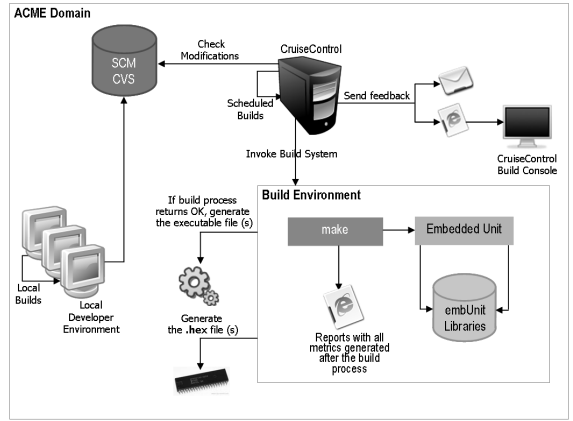 ACME Domain
SCM
CVS
Check
Modifications
CruiseControl
Scheduled
Builds
Send feedback
CruiseControl
Build Console
Invoke Build System
Build Environment
If build process
returns OK, generate
the executable file (s)
make
Embedded Unit
Local
Builds
Local
Developer
Environment
Generate
the .hex file (s)
Reports with all
metrics generated
after the build
process
embUnit
Libraries